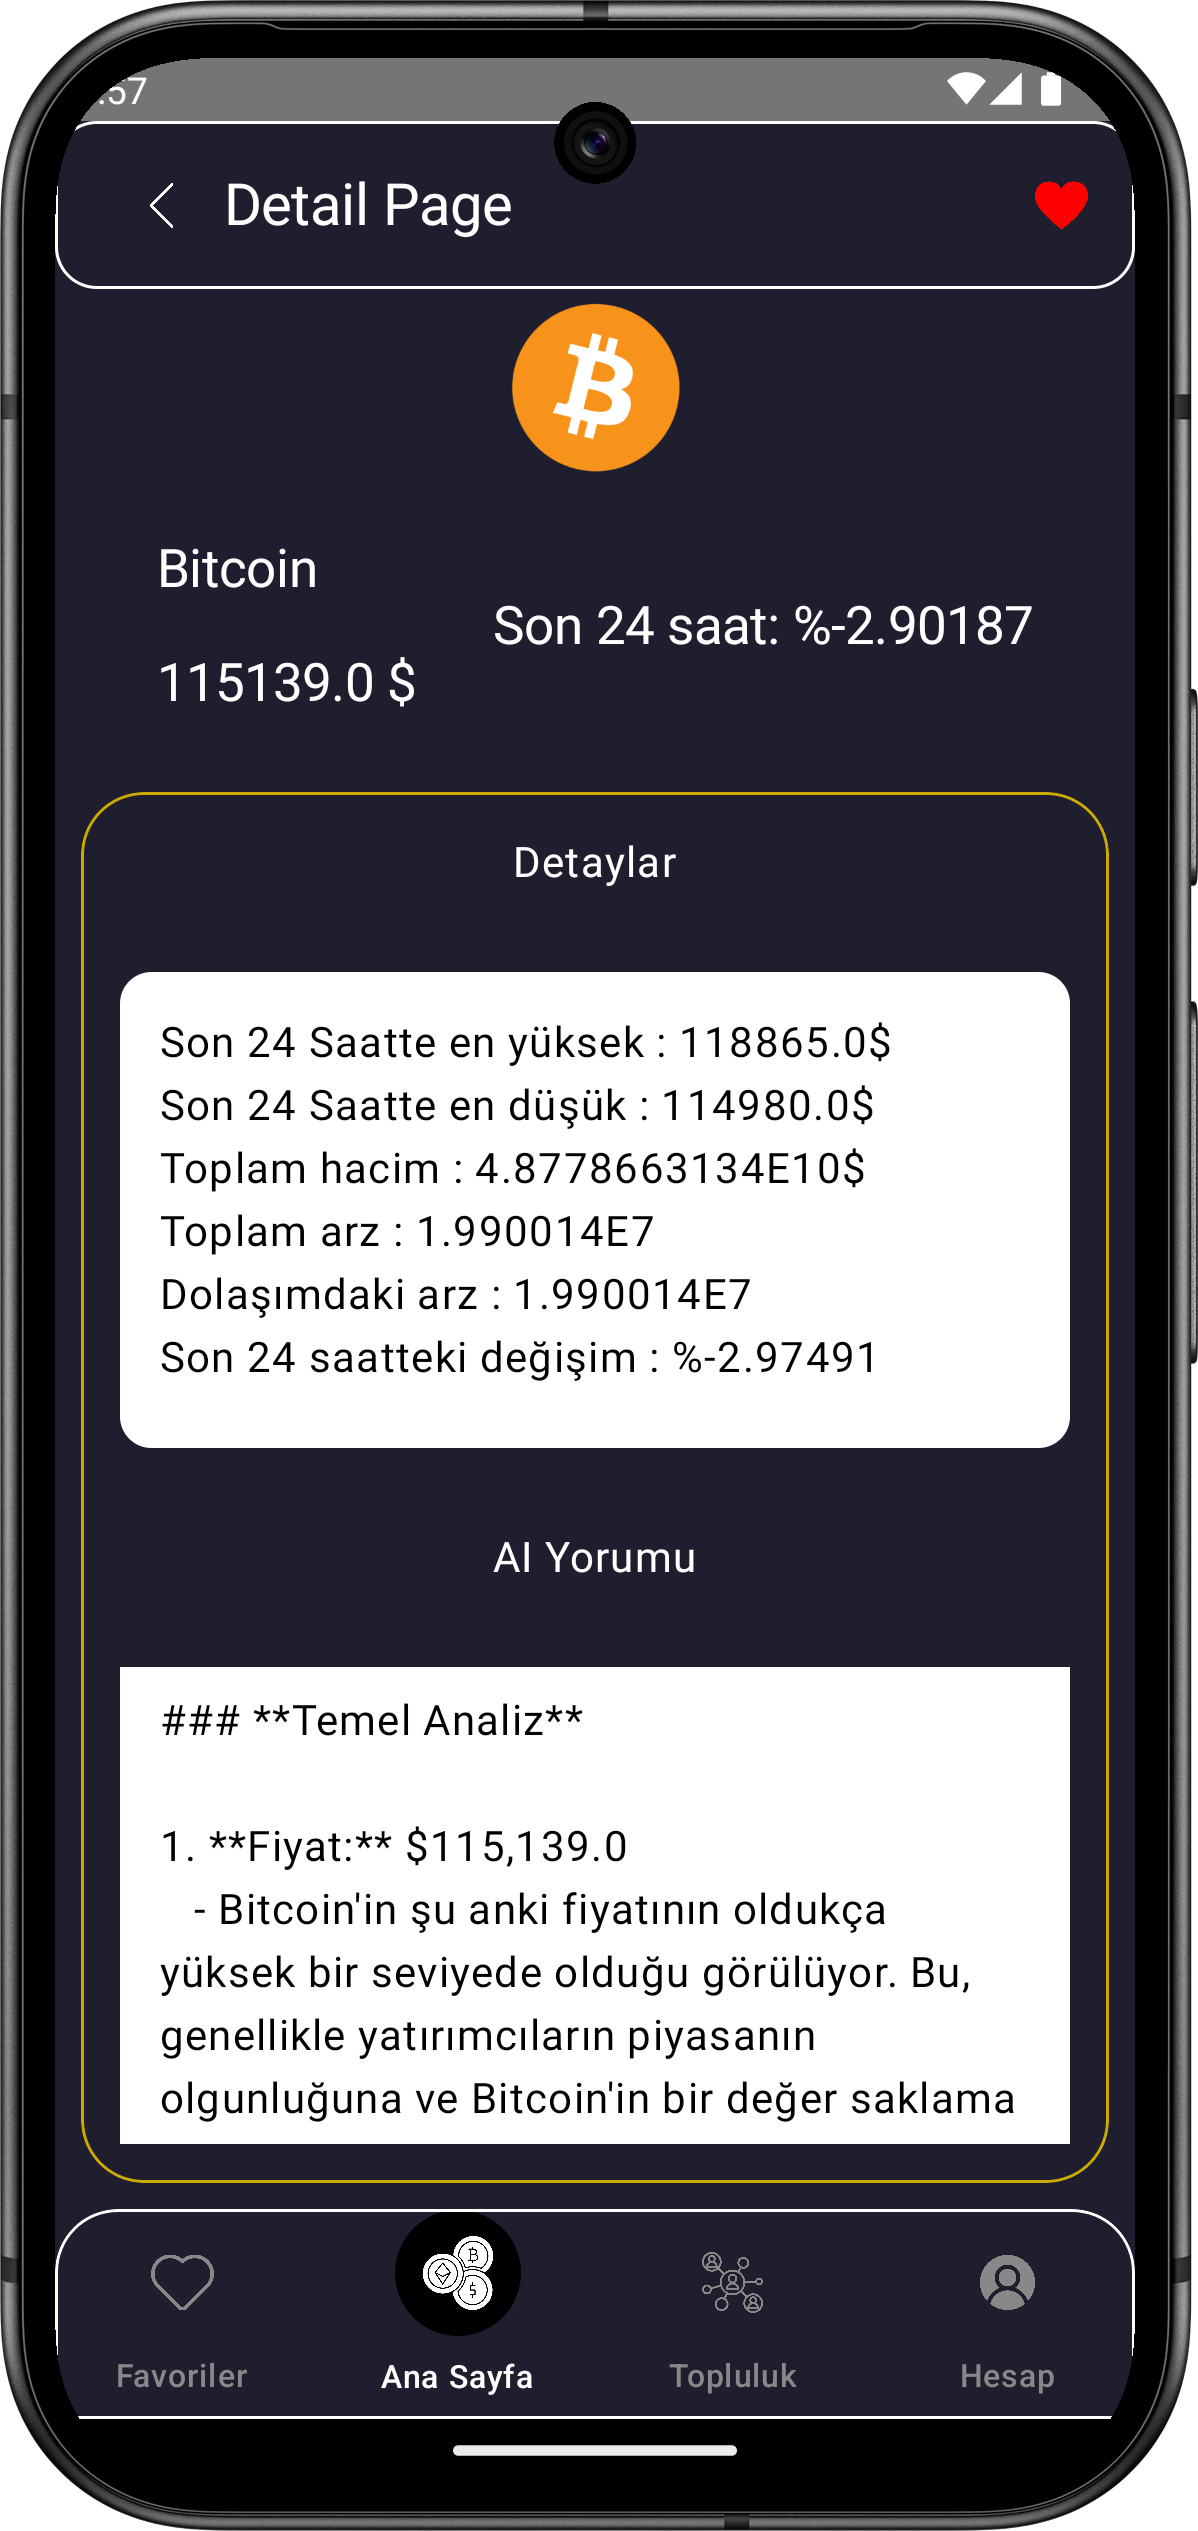 :57
Detail Page
Bitcoin
Son 24 saat: %-2.90187
115139.0 $
Detaylar
Son 24 Saatte en yüksek : 118865.0$
Son 24 Saatte en düşük : 114980.0$
Toplam hacim : 4.8778663134E10$
Toplam arz : 1.990014E7
Dolaşımdaki arz : 1.990014E7
Son 24 saatteki değişim : %-2.97491
AI Yorumu
### **Temel Analiz**
1. **Fiyat:** $115,139.0
- Bitcoin'in şu anki fiyatının oldukça
yüksek bir seviyede olduğu görülüyor. Bu,
genellikle yatırımcıların piyasanın
olgunluğuna ve Bitcoin'in bir değer saklama
Favoriler
Ana Sayfa
Topluluk
Hesap